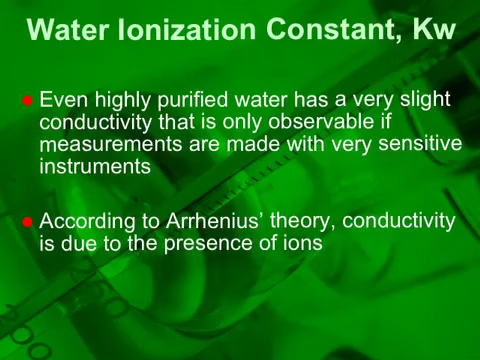 Water Ionization Constant, Kw
● Even highly purified water has a very slight
conductivity that is only observable if
measurements are made with very sensitive
instruments
● According to Arrhenius’ theory, conductivity
is due to the presence of ions